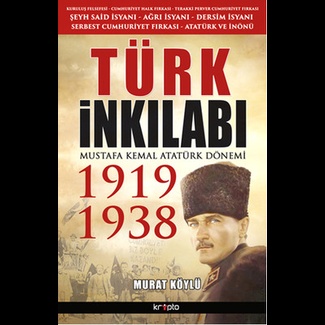 KURULUŞ FELSEFESİ - CUMHURİYET HALK FIRKASI - TERAKKİ PERVER CUMHURİYET FIRKASI
ŞEYH SAİD İSYANI - AĞRI İSYANI - DERSİM İSYANI
SERBEST CUMHURİYET FIRKASI - ATATÜRK VE İNÖNÜ
TÜRK
İNKILABI
MUSTAFA KEMAL ATATÜRK DÖNEMİ
1919
1938
MURAT KÖYLÜ
kripto